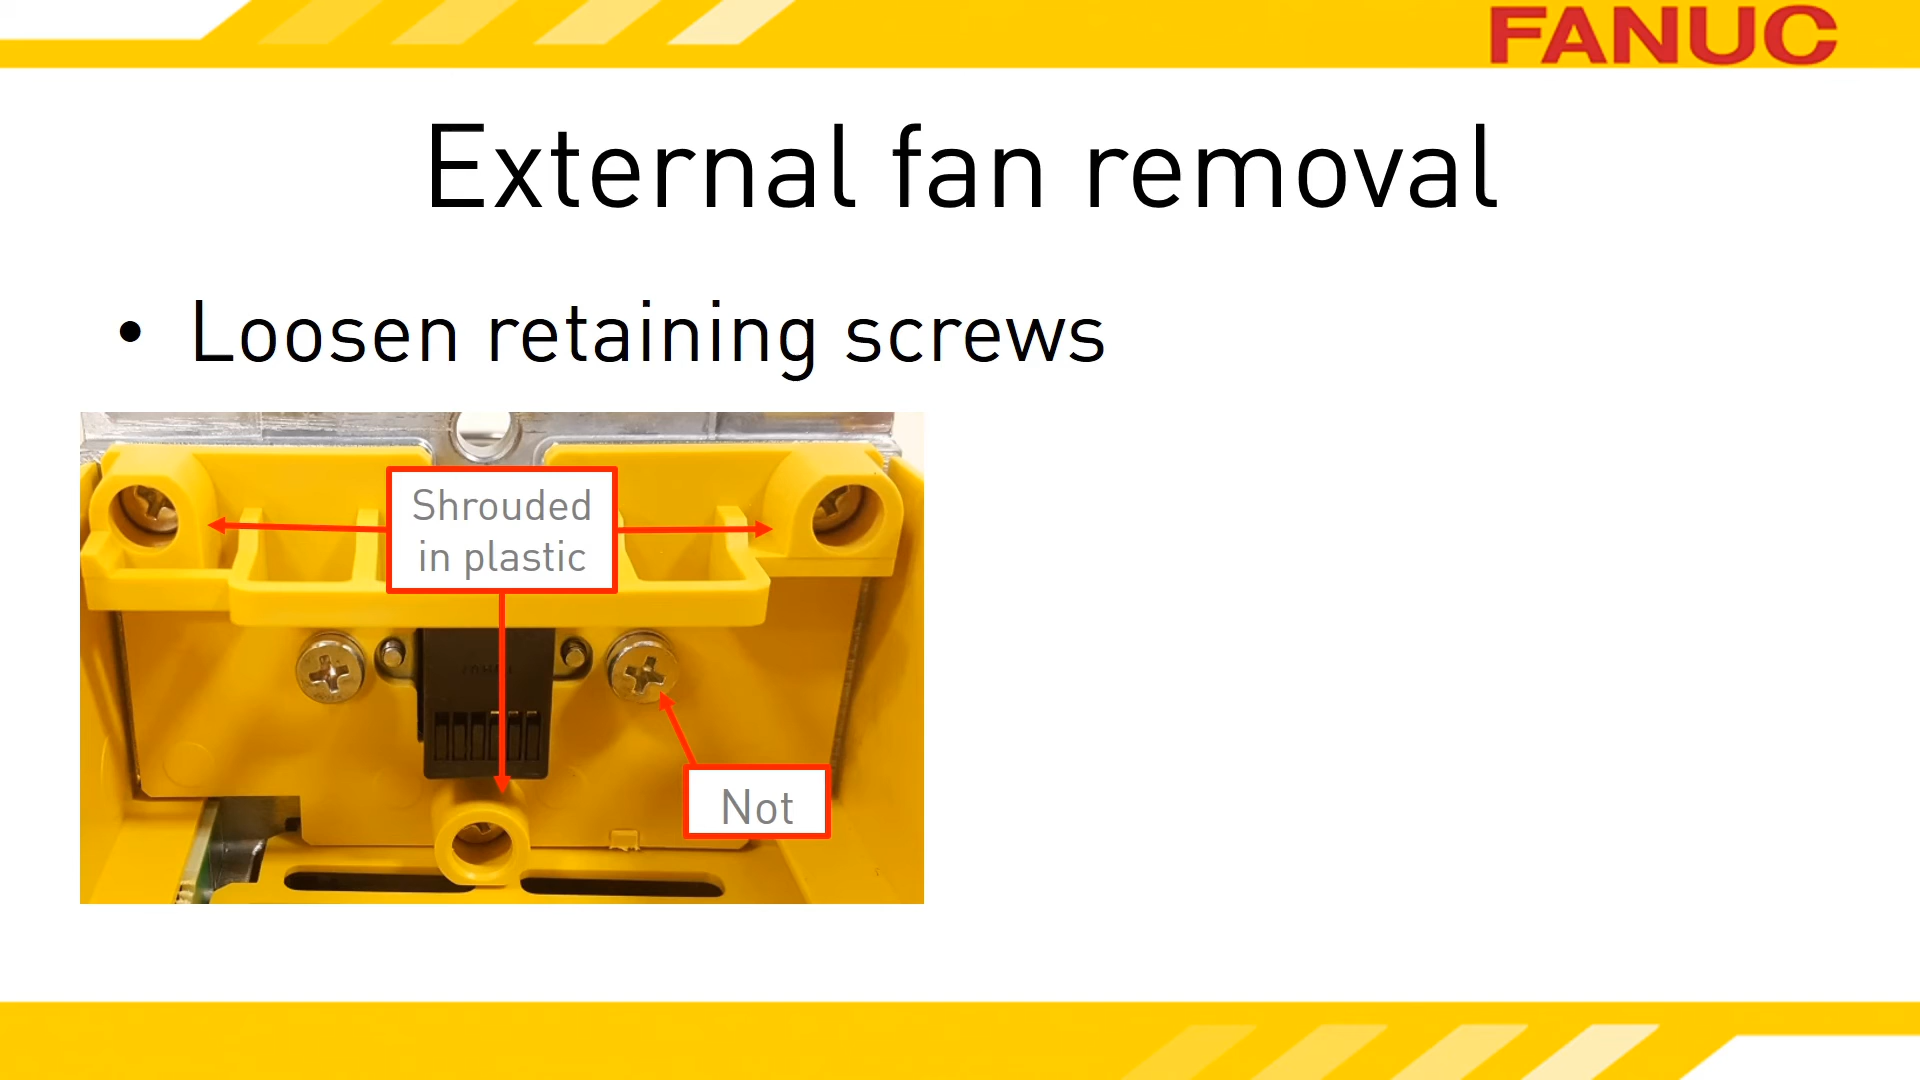 FANUC
External fan removal
• Loosen retaining screws
Shrouded
in plastic
Not